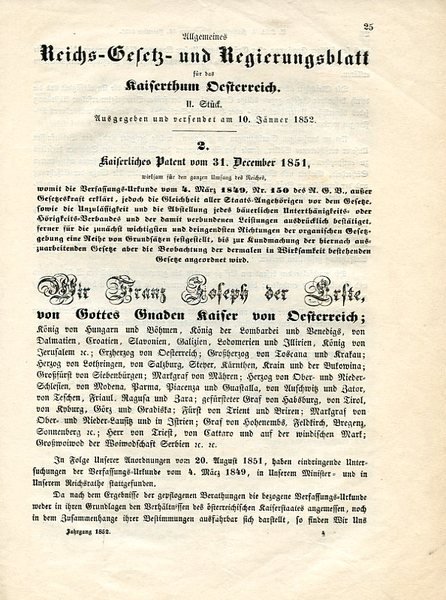 25
Allgemeines
Reichs-Gesetz- und Regierungsblatt
für das
Kaiserthum Oesterreich.
II. Stück.
Ausgegeben und versendet am 10. Jänner 1852.
2.
Kaiserliches Patent vom 31. December 1851,
wirksam für den ganzen Umfang des Reiches,
womit die Verfassungs-Urkunde vom 4. März 1849, Nr. 150 des R. G. B., außer
Gesetzeskraft erklärt, jedoch die Gleichheit aller Staats-Angehörigen vor dem Gesetze,
sowie die Unzulässigkeit und die Abstellung jedes bäuerlichen Unterthänigkeits- oder
Hörigkeits-Verbandes und der damit verbundenen Leistungen ausdrücklich bestätiget,
ferner für die zunächst wichtigsten und dringendsten Richtungen der organischen Gesetz-
gebung eine Reihe von Grundsätzen festgestellt, bis zur Kundmachung der hiernach aus-
zuarbeitenden Gesetze aber die Beobachtung der dermalen in Wirksamkeit bestehenden
Gesetze angeordnet wird.
Wir Franz Joseph der Erste,
von Gottes Gnaden Kaiser von Oesterreich;
König von Hungarn und Böhmen, König der Lombardei und Venedigs, von
Dalmatien, Croatien, Slavonien, Galizien, Lodomerien und Illirien, König von
Jerusalem ꝛc.; Erzherzog von Oesterreich; Großherzog von Toscana und Krakau;
Herzog von Lothringen, von Salzburg, Steyer, Kärnthen, Krain und der Bukowina;
Großfürst von Siebenbürgen; Markgraf von Mähren; Herzog von Ober- und Nieder-
Schlesien, von Modena, Parma, Piacenza und Guastalla, von Auschwitz und Zator,
von Teschen, Friaul, Ragusa und Zara; gefürsteter Graf von Habsburg, von Tirol,
von Kyburg, Görz und Gradiska; Fürst von Trient und Brixen; Markgraf von
Ober- und Nieder-Lausitz und in Istrien; Graf von Hohenembs, Feldkirch, Bregenz,
Sonnenberg ꝛc.; Herr von Triest, von Cattaro und auf der windischen Mark;
Großwoiwod der Woiwodschaft Serbien ꝛc. ꝛc.
In Folge Unserer Anordnungen vom 20. August 1851, haben eindringende Unter-
suchungen der Verfassungs-Urkunde vom 4. März 1849, in Unserem Minister- und in
Unserem Reichsrathe stattgefunden.
Da nach dem Ergebnisse der gepflogenen Berathungen die bezogene Verfassungs-Urkunde
weder in ihren Grundlagen den Verhältnissen des österreichischen Kaiserstaates angemessen, noch
in dem Zusammenhange ihrer Bestimmungen ausführbar sich darstellt, so finden Wir Uns
Jahrgang 1852. 4